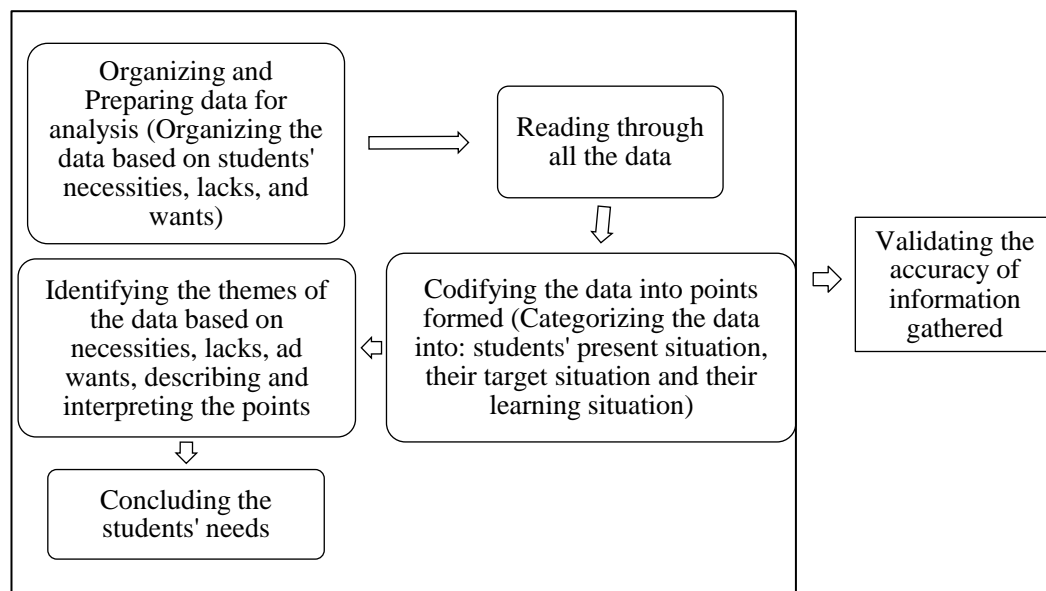 Organizing and
Preparing data for
analysis (Organizing the
data based on students'
necessities, lacks, and
wants)
Reading through
all the data
Codifying the data into points
formed (Categorizing the data
into: students' present situation,
their target situation and their
learning situation)
Identifying the themes of
the data based on
necessities, lacks, ad
wants, describing and
interpreting the points
Concluding the
students' needs
Validating the
accuracy of
information
gathered